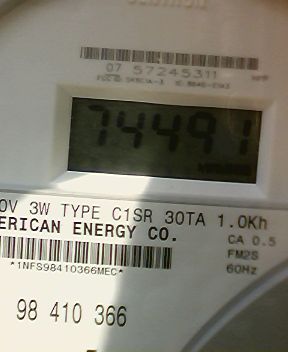 07 57245311
74491
0V 3W TYPE C1SR 30TA 1.0Kh
ERICAN ENERGY CO.
CA 0.5
FM2S
60Hz
*1NFS98410366MEC*
98 410 366